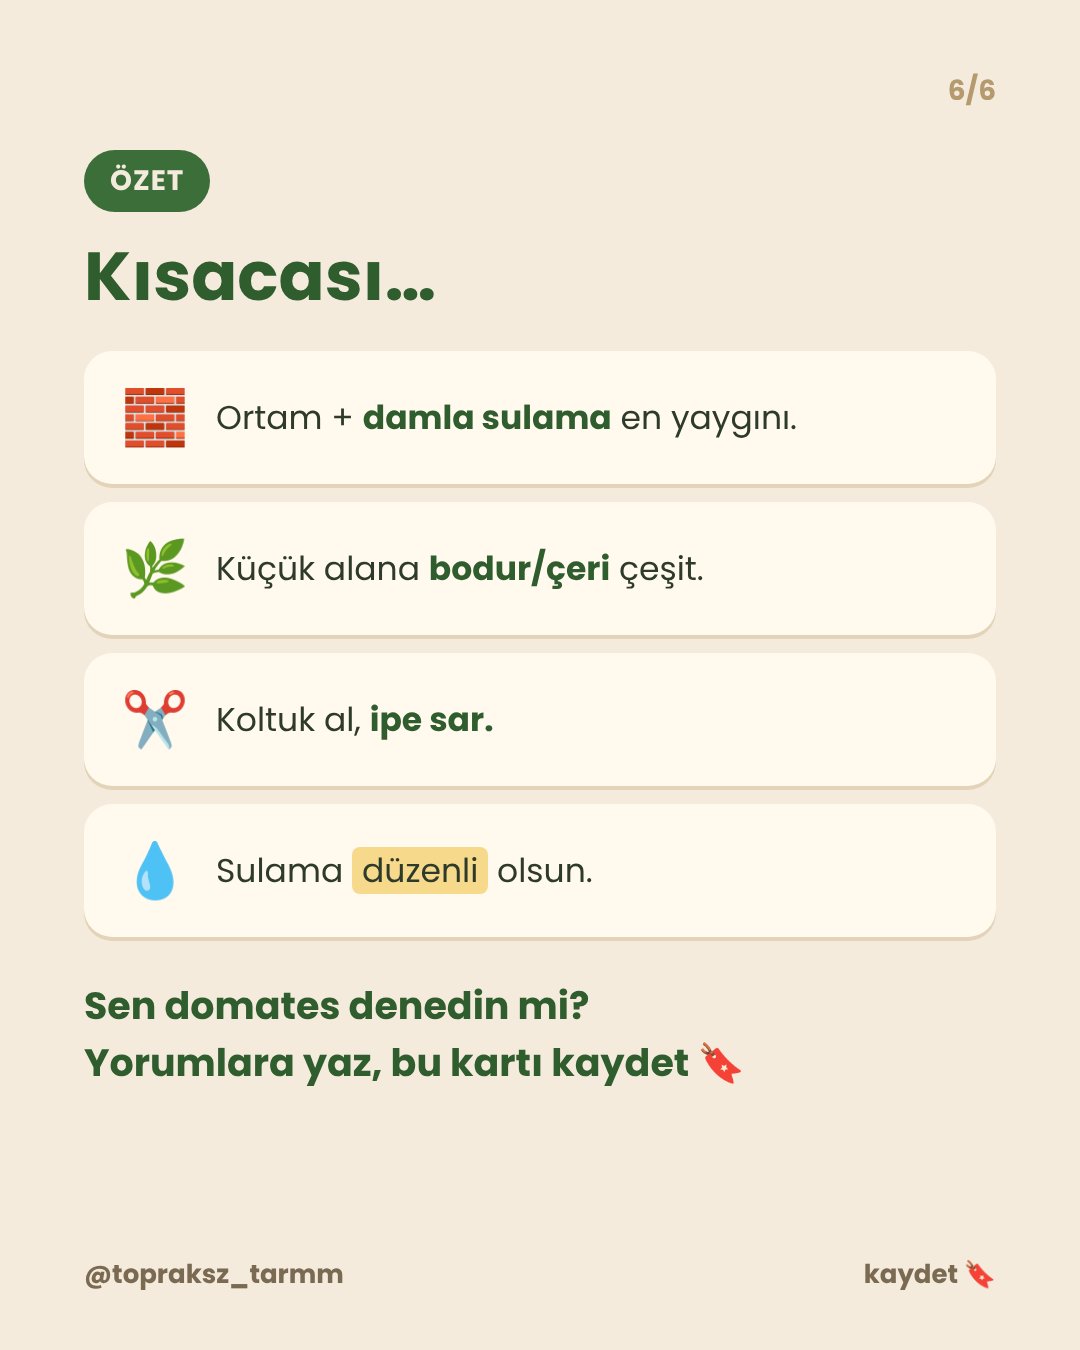 6/6
ÖZET
Kısacası...
Ortam + damla sulama en yaygını.
Küçük alana bodur/çeri çeşit.
Koltuk al, ipe sar.
Sulama düzenli olsun.
Sen domates denedin mi?
Yorumlara yaz, bu kartı kaydet 🔖
@topraksz_tarmm
kaydet 🔖